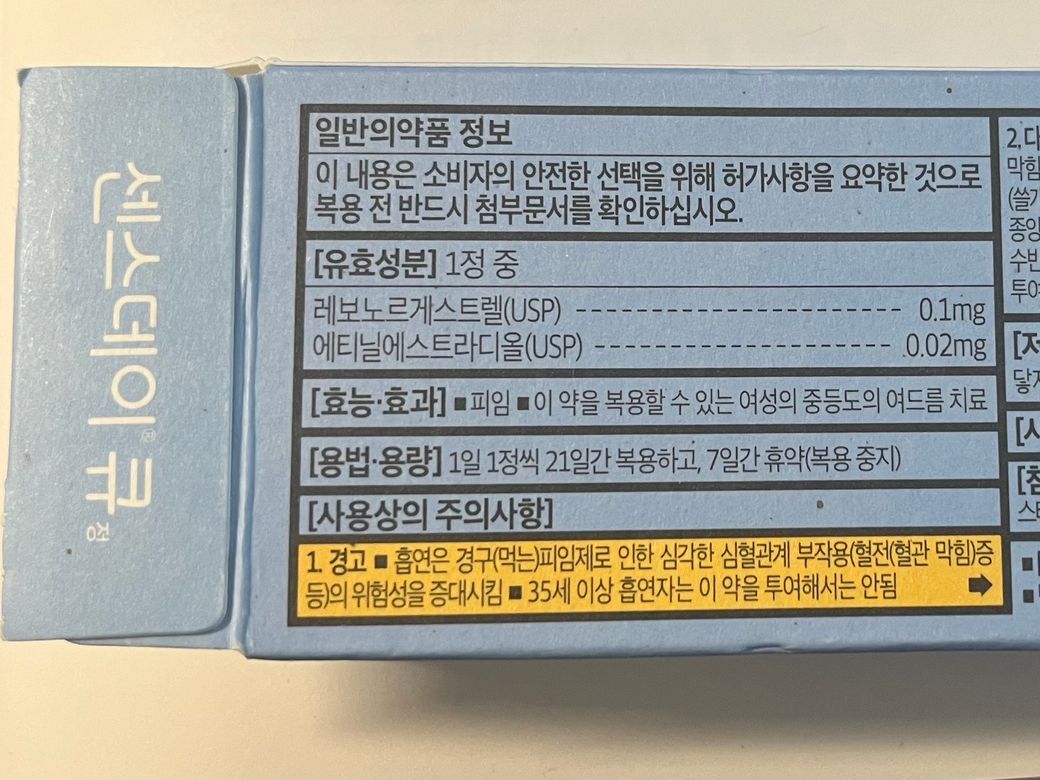 센스데이® 큐 정
일반의약품 정보
이 내용은 소비자의 안전한 선택을 위해 허가사항을 요약한 것으로
복용 전 반드시 첨부문서를 확인하십시오.
[유효성분] 1정 중
레보노르게스트렐(USP) ------------------------ 0.1mg
에티닐에스트라디올(USP) ---------------------- 0.02mg
[효능·효과] ■ 피임 ■ 이 약을 복용할 수 있는 여성의 중등도의 여드름 치료
[용법·용량] 1일 1정씩 21일간 복용하고, 7일간 휴약(복용 중지)
[사용상의 주의사항]
1. 경고 ■ 흡연은 경구(먹는)피임제로 인한 심각한 심혈관계 부작용(혈전(혈관 막힘)증
등)의 위험성을 증대시킴 ■ 35세 이상 흡연자는 이 약을 투여해서는 안됨 ➡
2.
막힘
종양
투여